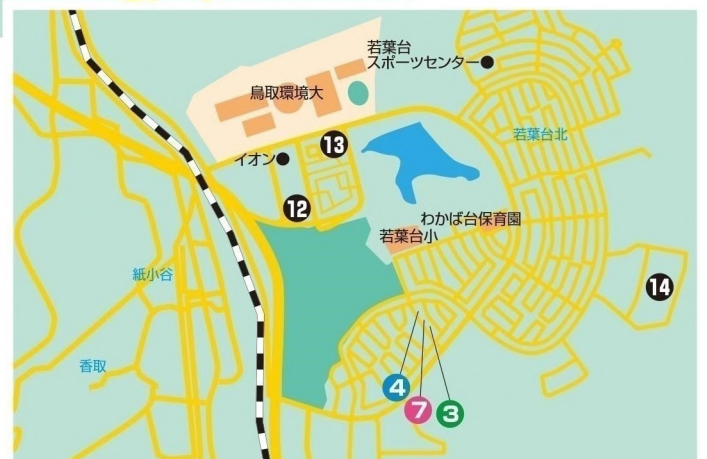 若葉台
スポーツセンター
鳥取環境大
若葉台北
13
イオン
12
わかば台保育園
若葉台小
紙小谷
14
香取
4
7
3